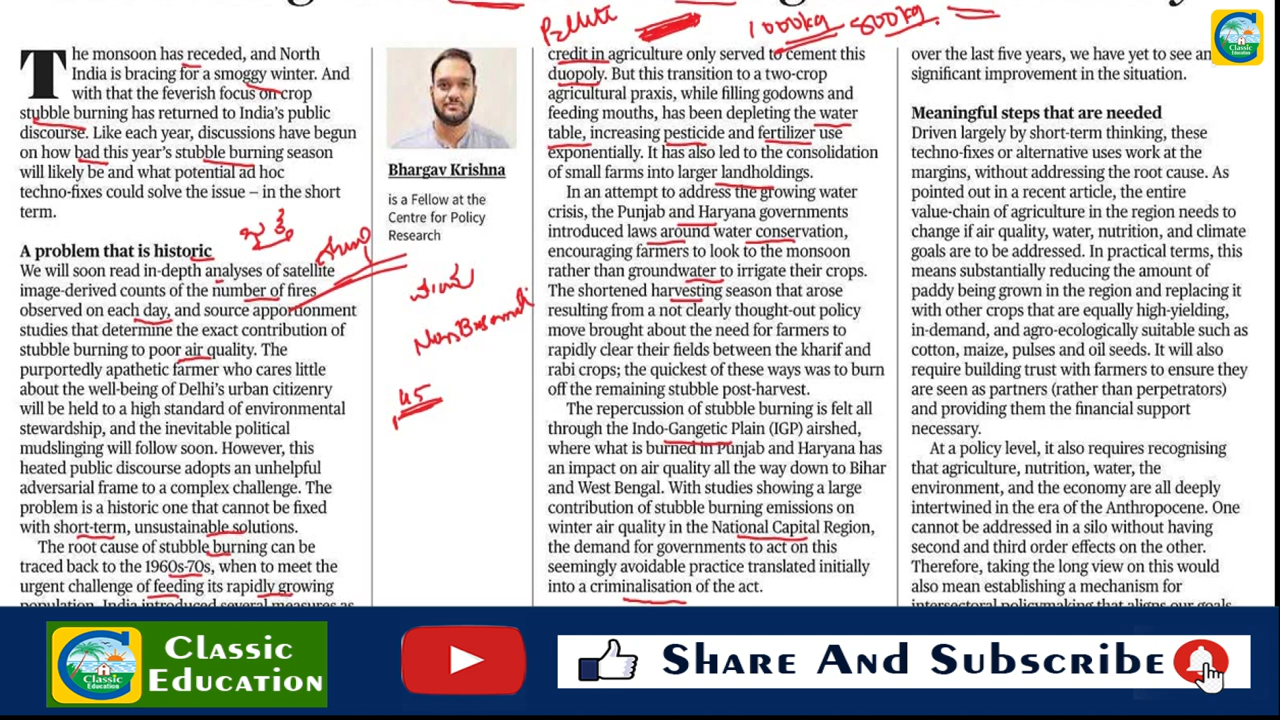 The monsoon has receded, and North
India is bracing for a smoggy winter. And
with that the feverish focus on crop
stubble burning has returned to India’s public
discourse. Like each year, discussions have begun
on how bad this year’s stubble burning season
will likely be and what potential ad hoc
techno-fixes could solve the issue – in the short
term.
A problem that is historic
We will soon read in-depth analyses of satellite
image-derived counts of the number of fires
observed on each day, and source apportionment
studies that determine the exact contribution of
stubble burning to poor air quality. The
purportedly apathetic farmer who cares little
about the well-being of Delhi’s urban citizenry
will be held to a high standard of environmental
stewardship, and the inevitable political
mudslinging will follow soon. However, this
heated public discourse adopts an unhelpful
adversarial frame to a complex challenge. The
problem is a historic one that cannot be fixed
with short-term, unsustainable solutions.
The root cause of stubble burning can be
traced back to the 1960s-70s, when to meet the
urgent challenge of feeding its rapidly growing
population, India introduced several measures as
Bhargav Krishna
is a Fellow at the
Centre for Policy
Research
45
1000kg 800kg.
credit in agriculture only served to cement this
duopoly. But this transition to a two-crop
agricultural praxis, while filling godowns and
feeding mouths, has been depleting the water
table, increasing pesticide and fertilizer use
exponentially. It has also led to the consolidation
of small farms into larger landholdings.
In an attempt to address the growing water
crisis, the Punjab and Haryana governments
introduced laws around water conservation,
encouraging farmers to look to the monsoon
rather than groundwater to irrigate their crops.
The shortened harvesting season that arose
resulting from a not clearly thought-out policy
move brought about the need for farmers to
rapidly clear their fields between the kharif and
rabi crops; the quickest of these ways was to burn
off the remaining stubble post-harvest.
The repercussion of stubble burning is felt all
through the Indo-Gangetic Plain (IGP) airshed,
where what is burned in Punjab and Haryana has
an impact on air quality all the way down to Bihar
and West Bengal. With studies showing a large
contribution of stubble burning emissions on
winter air quality in the National Capital Region,
the demand for governments to act on this
seemingly avoidable practice translated initially
into a criminalisation of the act.
over the last five years, we have yet to see any
significant improvement in the situation.
Meaningful steps that are needed
Driven largely by short-term thinking, these
techno-fixes or alternative uses work at the
margins, without addressing the root cause. As
pointed out in a recent article, the entire
value-chain of agriculture in the region needs to
change if air quality, water, nutrition, and climate
goals are to be addressed. In practical terms, this
means substantially reducing the amount of
paddy being grown in the region and replacing it
with other crops that are equally high-yielding,
in-demand, and agro-ecologically suitable such as
cotton, maize, pulses and oil seeds. It will also
require building trust with farmers to ensure they
are seen as partners (rather than perpetrators)
and providing them the financial support
necessary.
At a policy level, it also requires recognising
that agriculture, nutrition, water, the
environment, and the economy are all deeply
intertwined in the era of the Anthropocene. One
cannot be addressed in a silo without having
second and third order effects on the other.
Therefore, taking the long view on this would
also mean establishing a mechanism for
intersectoral policymaking that aligns our goals
Classic
Education
Classic
Education
Classic
Education
Share And Subscribe